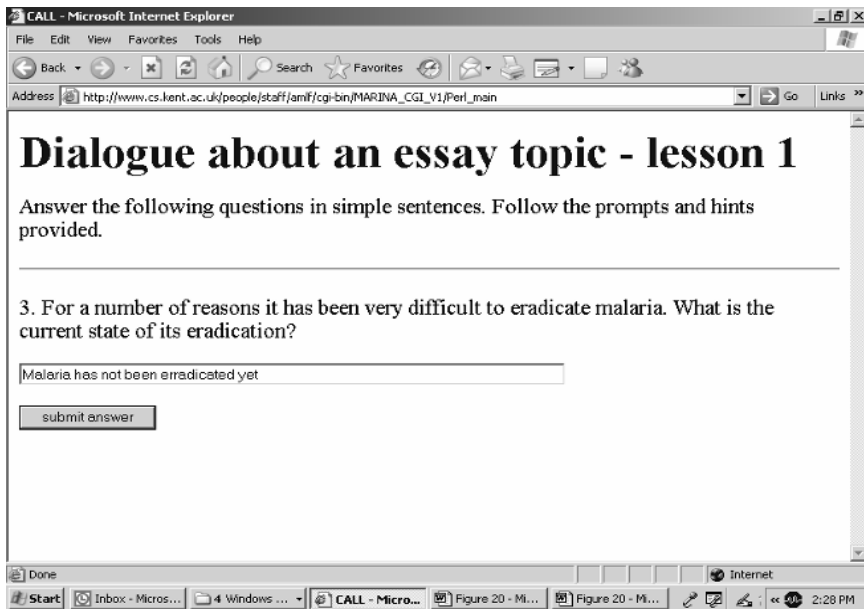 CALL - Microsoft Internet Explorer
File Edit View Favorites Tools Help
Back Search Favorites
Address http://www.cs.kent.ac.uk/people/staff/amlf/cgi-bin/MARINA_CGI_V1/Perl_main Go Links »
Dialogue about an essay topic - lesson 1
Answer the following questions in simple sentences. Follow the prompts and hints
provided.
3. For a number of reasons it has been very difficult to eradicate malaria. What is the
current state of its eradication?
Malaria has not been erradicated yet
submit answer
Done Internet
Start Inbox - Micros... 4 Windows ... CALL - Micro... Figure 20 - Mi... Figure 20 - Mi... « 2:28 PM